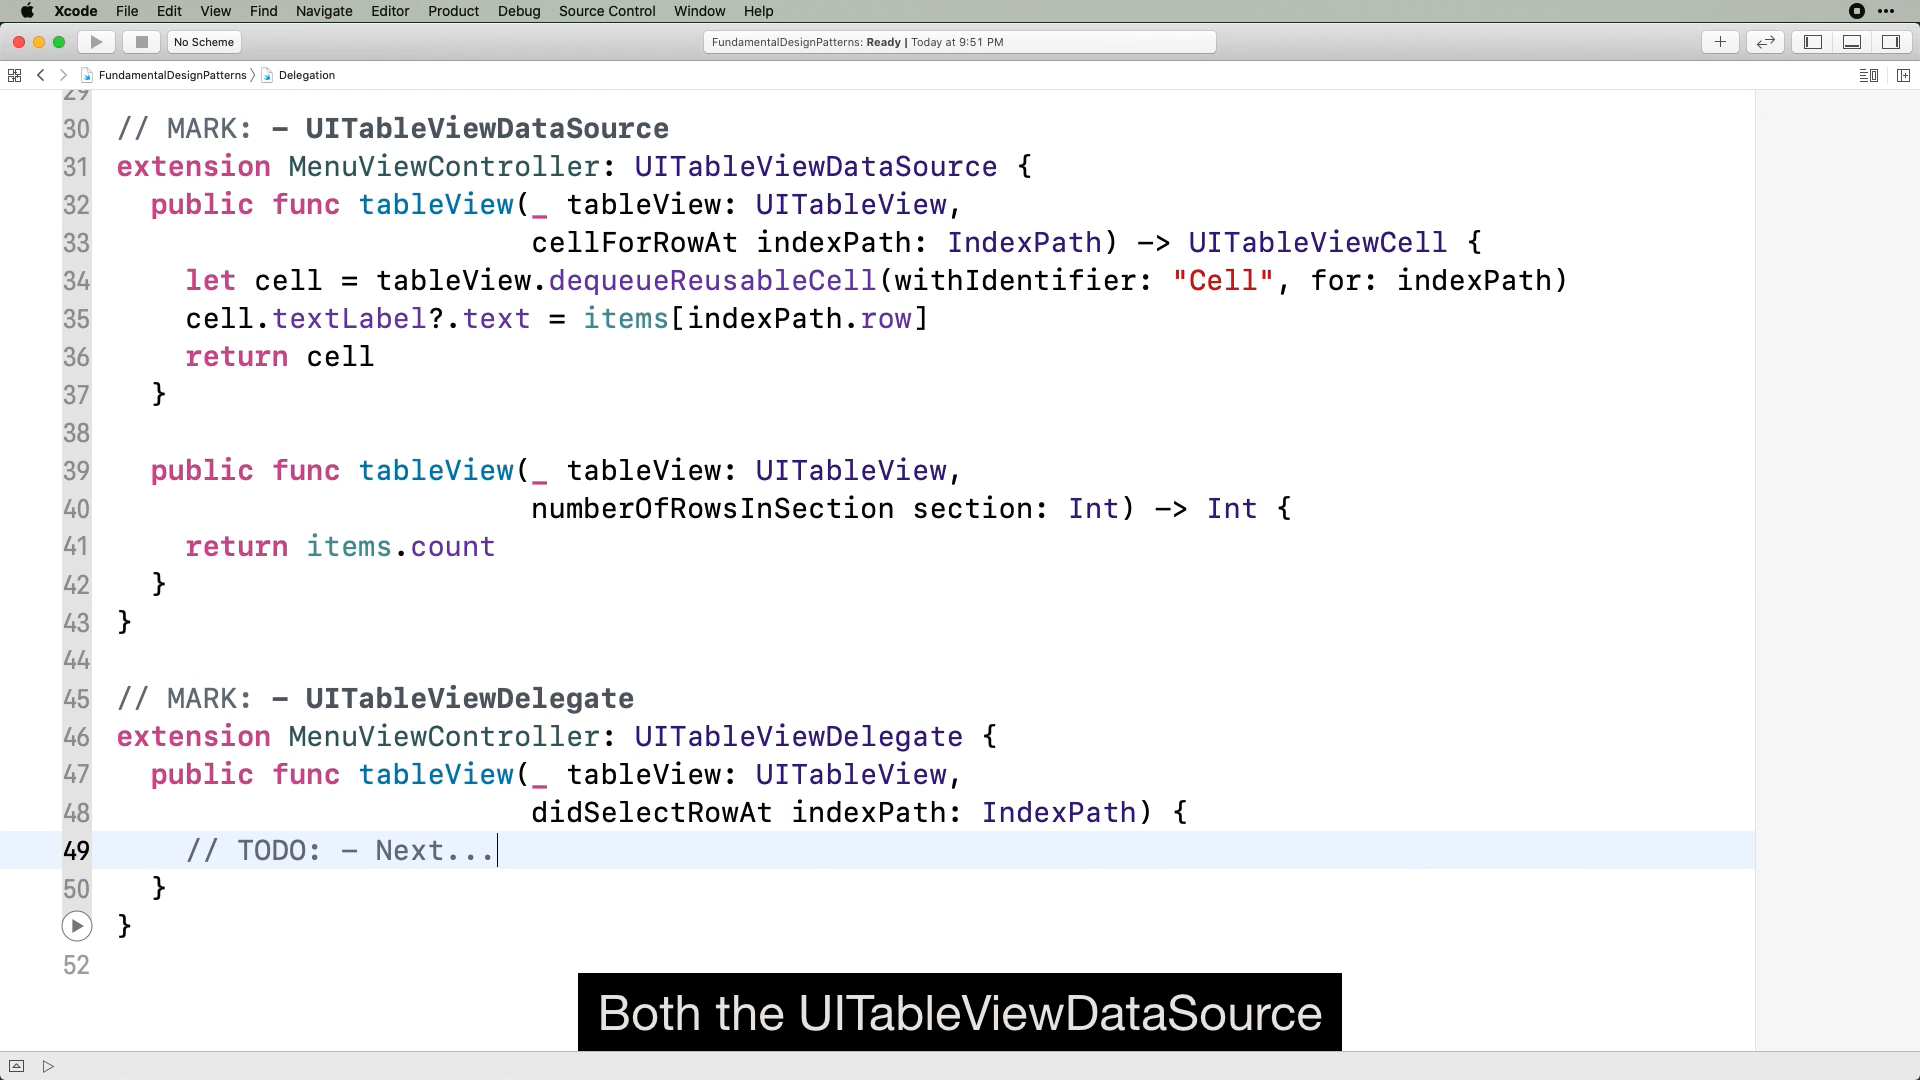 Xcode File Edit View Find Navigate Editor Product Debug Source Control Window Help
No Scheme
FundamentalDesignPatterns: Ready | Today at 9:51 PM
FundamentalDesignPatterns 〉 Delegation
29
30 // MARK: - UITableViewDataSource
31 extension MenuViewController: UITableViewDataSource {
32 public func tableView(_ tableView: UITableView,
33 cellForRowAt indexPath: IndexPath) -> UITableViewCell {
34 let cell = tableView.dequeueReusableCell(withIdentifier: "Cell", for: indexPath)
35 cell.textLabel?.text = items[indexPath.row]
36 return cell
37 }
38
39 public func tableView(_ tableView: UITableView,
40 numberOfRowsInSection section: Int) -> Int {
41 return items.count
42 }
43 }
44
45 // MARK: - UITableViewDelegate
46 extension MenuViewController: UITableViewDelegate {
47 public func tableView(_ tableView: UITableView,
48 didSelectRowAt indexPath: IndexPath) {
49 // TODO: - Next...
50 }
}
52
Both the UITableViewDataSource